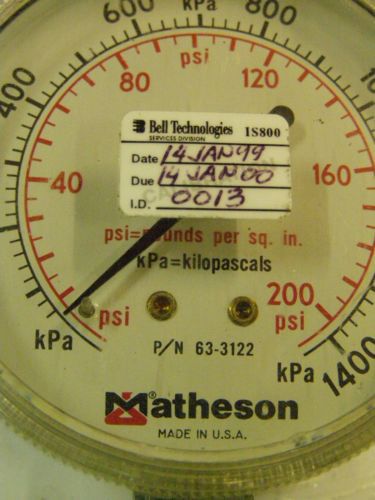 600 kPa 800
400
80 psi 120
Bell Technologies 1S800
SERVICES DIVISION
Date 14 JAN 99
Due 14 JAN 00
I.D. 0013
40
160
psi=pounds per sq. in.
kPa=kilopascals
200
psi
psi
kPa
P/N 63-3122
kPa
1400
Matheson
MADE IN U.S.A.